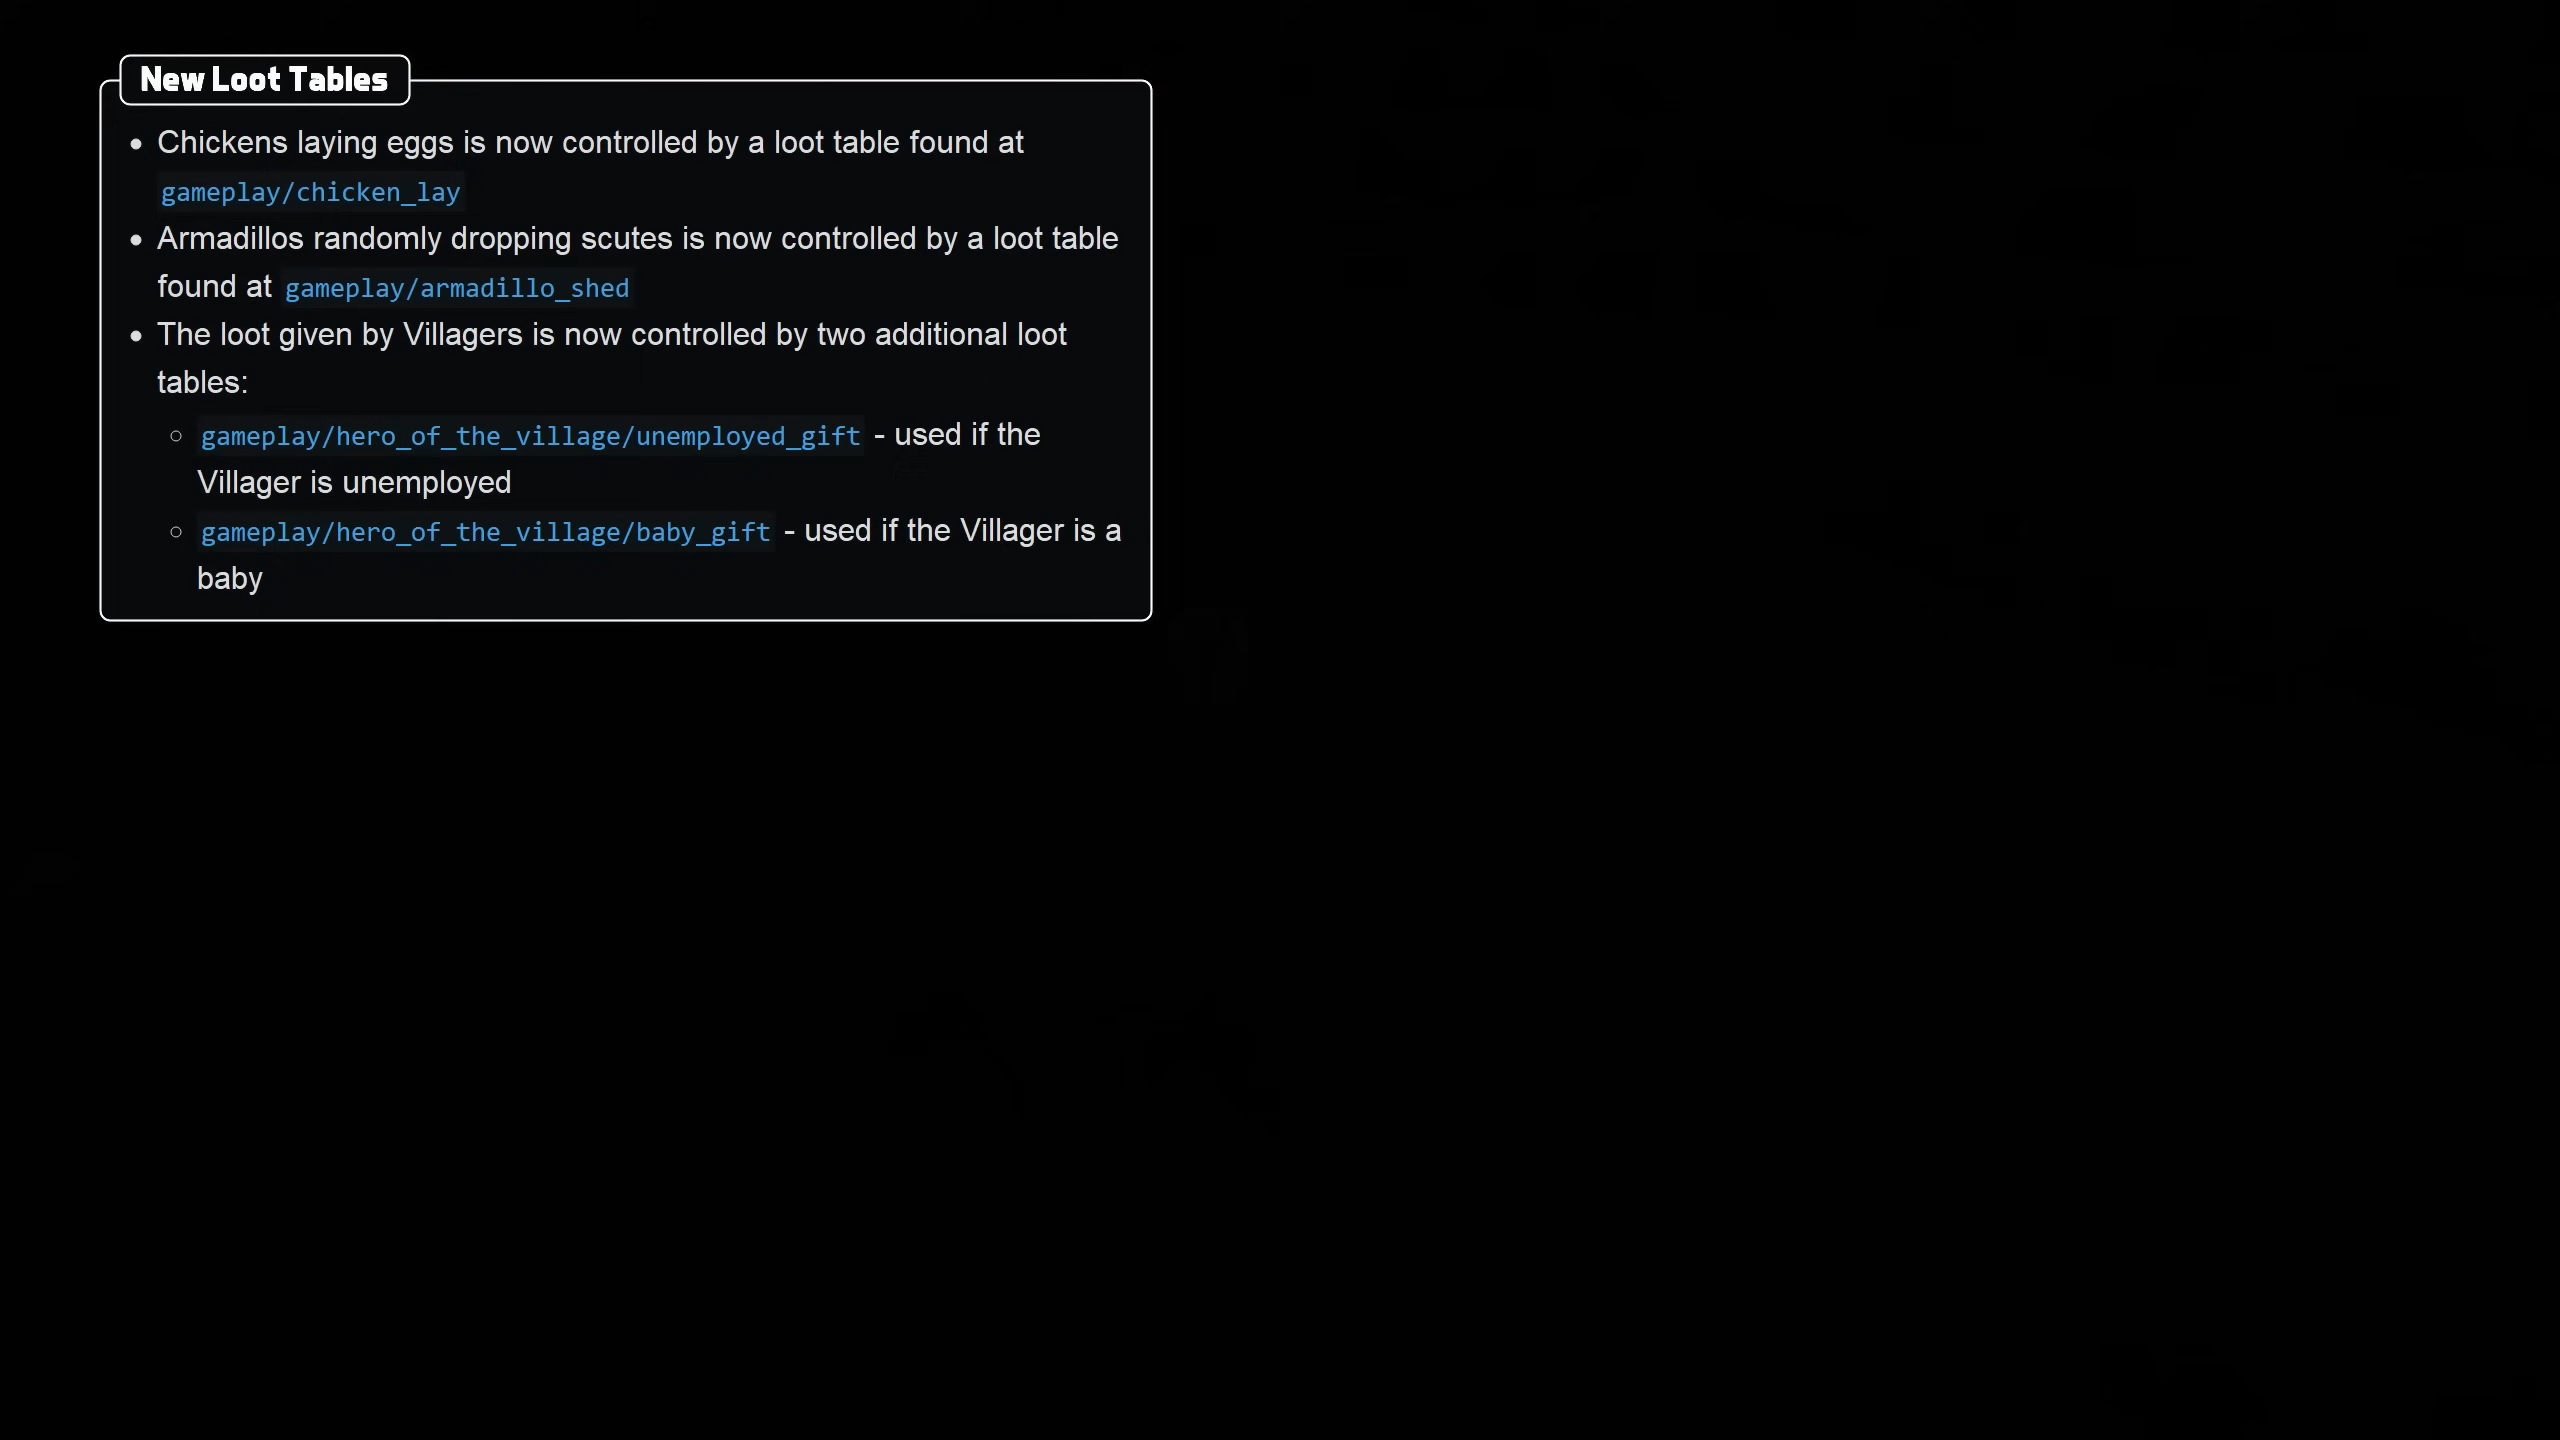 New Loot Tables
• Chickens laying eggs is now controlled by a loot table found at
gameplay/chicken_lay
• Armadillos randomly dropping scutes is now controlled by a loot table
found at gameplay/armadillo_shed
• The loot given by Villagers is now controlled by two additional loot
tables:
○ gameplay/hero_of_the_village/unemployed_gift - used if the
Villager is unemployed
○ gameplay/hero_of_the_village/baby_gift - used if the Villager is a
baby